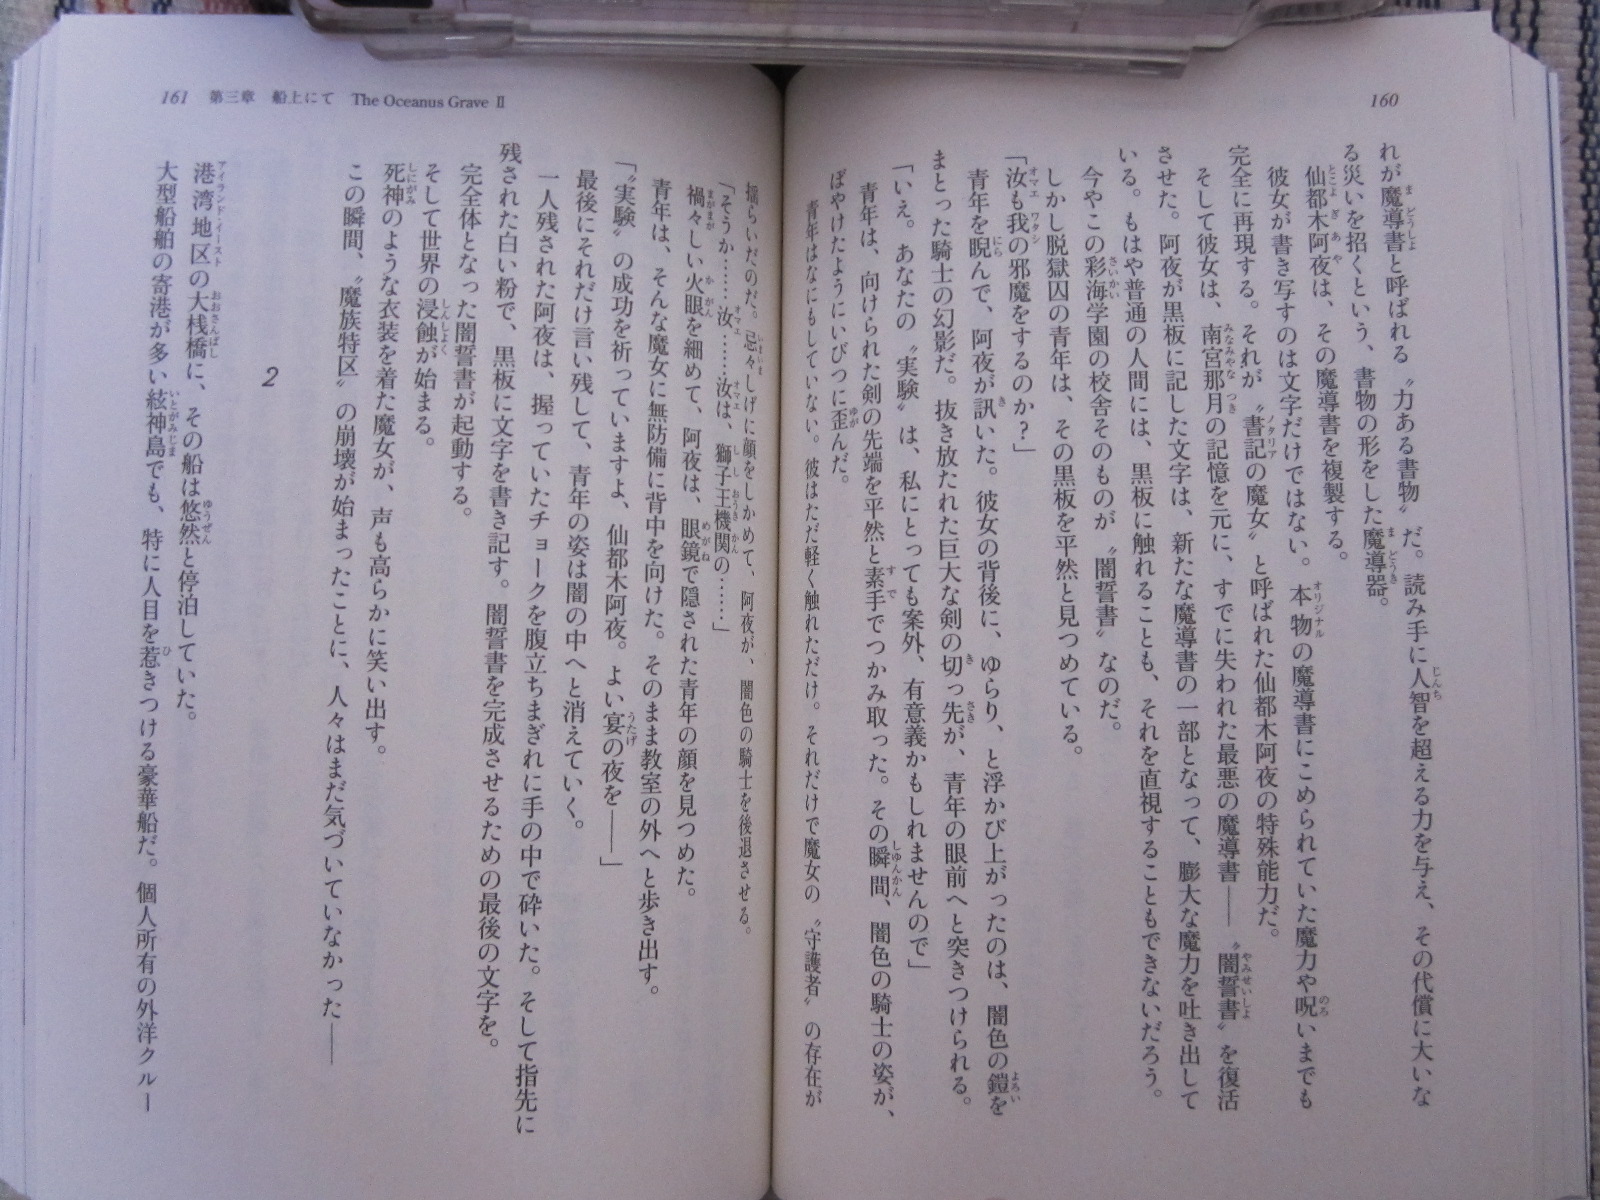 160
れが魔導書と呼ばれる〝力ある書物〟だ。読み手に人智を超える力を与え、その代償に大いな
る災いを招くという、書物の形をした魔導器。
仙都木阿夜は、その魔導書を複製する。
彼女が書き写すのは文字だけではない。本物の魔導書にこめられていた魔力や呪いまでも
完全に再現する。それが〝書記の魔女〟と呼ばれた仙都木阿夜の特殊能力だ。
そして彼女は、南宮那月の記憶を元に、すでに失われた最悪の魔導書──〝闇誓書〟を復活
させた。阿夜が黒板に記した文字は、新たな魔導書の一部となって、膨大な魔力を吐き出して
いる。もはや普通の人間には、黒板に触れることも、それを直視することもできないだろう。
今やこの彩海学園の校舎そのものが〝闇誓書〟なのだ。
しかし脱獄囚の青年は、その黒板を平然と見つめている。
「汝も我の邪魔をするのか?」
青年を睨んで、阿夜が訊いた。彼女の背後に、ゆらり、と浮かび上がったのは、闇色の鎧を
まとった騎士の幻影だ。抜き放たれた巨大な剣の切っ先が、青年の眼前へと突きつけられる。
「いえ。あなたの〝実験〟は、私にとっても案外、有意義かもしれませんので」
青年は、向けられた剣の先端を平然と素手でつかみ取った。その瞬間、闇色の騎士の姿が、
ぼやけたようにいびつに歪んだ。
青年はなにもしていない。彼はただ軽く触れただけ。それだけで魔女の〝守護者〟の存在が
揺らいだのだ。忌々しげに顔をしかめて、阿夜が、闇色の騎士を後退させる。
「そうか……汝……汝は、獅子王機関の……」
禍々しい火眼を細めて、阿夜は、眼鏡で隠された青年の顔を見つめた。
青年は、そんな魔女に無防備に背中を向けた。そのまま教室の外へと歩き出す。
「〝実験〟の成功を祈っていますよ、仙都木阿夜。よい宴の夜を──」
最後にそれだけ言い残して、青年の姿は闇の中へと消えていく。
一人残された阿夜は、握っていたチョークを腹立ちまぎれに手の中で砕いた。そして指先に
残された白い粉で、黒板に文字を書き記す。闇誓書を完成させるための最後の文字を。
完全体となった闇誓書が起動する。
そして世界の浸蝕が始まる。
死神のような衣装を着た魔女が、声も高らかに笑い出す。
この瞬間、〝魔族特区〟の崩壊が始まったことに、人々はまだ気づいていなかった──
2
港湾地区の大桟橋に、その船は悠然と停泊していた。
大型船舶の寄港が多い絃神島でも、特に人目を惹きつける豪華船だ。個人所有の外洋クルー
161 第三章 船上にて The Oceanus Grave Ⅱ